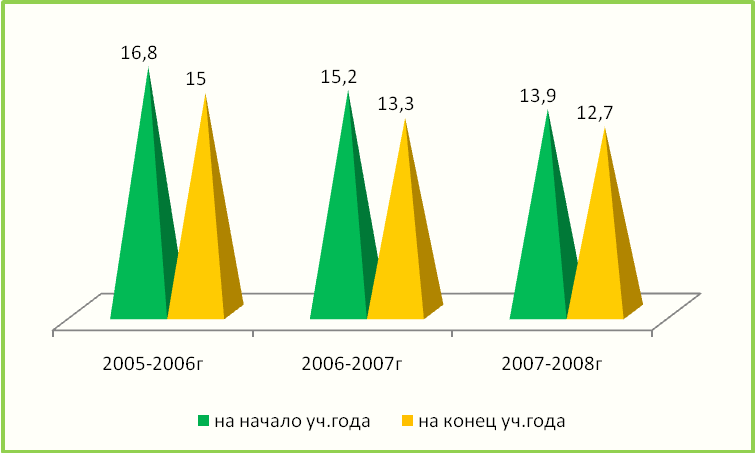 16,8
15
15,2
13,3
13,9
12,7
2005-2006г
2006-2007г
2007-2008г
на начало уч.года
на конец уч.года